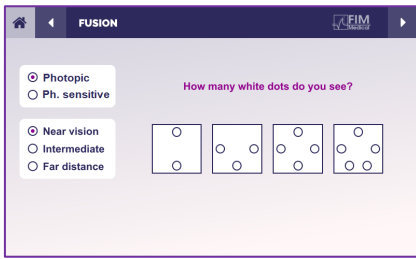 FUSION
FIM
Medical
Photopic
Ph. sensitive
How many white dots do you see?
Near vision
Intermediate
Far distance